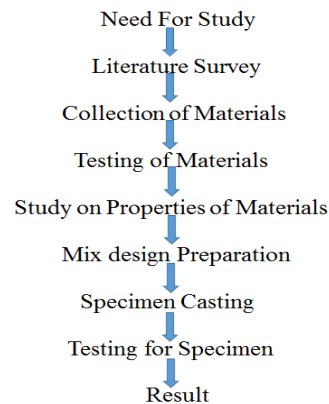 Need For Study
Literature Survey
Collection of Materials
Testing of Materials
Study on Properties of Materials
Mix design Preparation
Specimen Casting
Testing for Specimen
Result